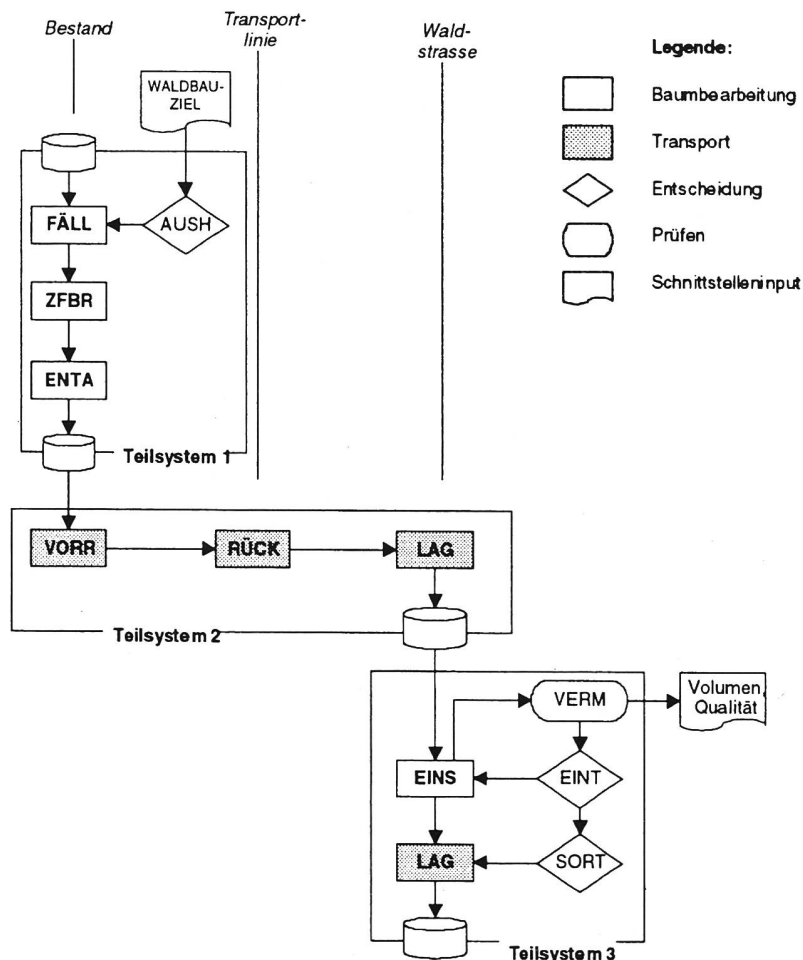 Bestand
Transport-
linie
Wald-
strasse
Legende:
WALDBAU-
ZIEL
Baumbearbeitung
Transport
Entscheidung
Prüfen
Schnittstelleninput
FÄLL
AUSH
ZFBR
ENTA
Teilsystem 1
VORR
RÜCK
LAG
Teilsystem 2
VERM
Volumen
Qualität
EINS
EINT
LAG
SORT
Teilsystem 3